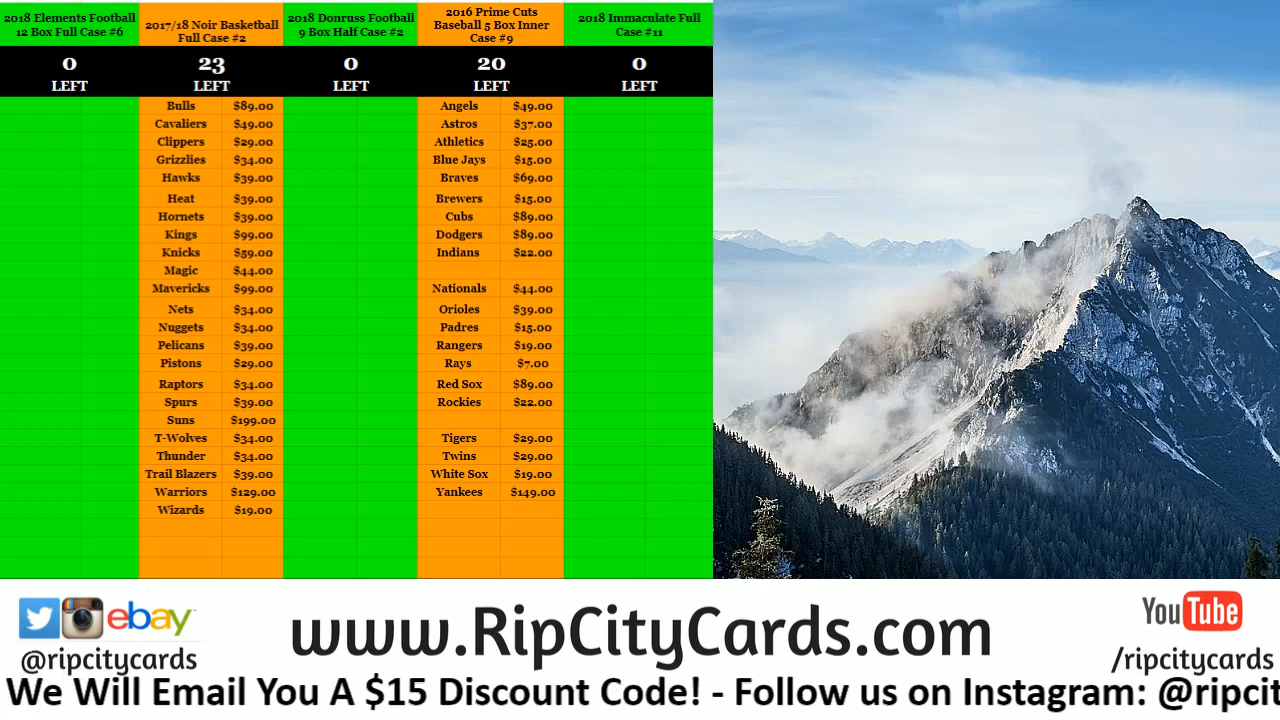 2018 Elements Football
12 Box Full Case #6
2017/18 Noir Basketball
Full Case #2
2018 Donruss Football
9 Box Half Case #2
2016 Prime Cuts
Baseball 5 Box Inner
Case #9
2018 Immaculate Full
Case #11
0 23 0 20 0
LEFT LEFT LEFT LEFT LEFT
Bulls $89.00 Angels $49.00
Cavaliers $49.00 Astros $37.00
Clippers $29.00 Athletics $25.00
Grizzlies $34.00 Blue Jays $15.00
Hawks $39.00 Braves $69.00
Heat $39.00 Brewers $15.00
Hornets $39.00 Cubs $89.00
Kings $99.00 Dodgers $89.00
Knicks $59.00 Indians $22.00
Magic $44.00
Mavericks $99.00 Nationals $44.00
Nets $34.00 Orioles $39.00
Nuggets $34.00 Padres $15.00
Pelicans $39.00 Rangers $19.00
Pistons $29.00 Rays $7.00
Raptors $34.00 Red Sox $89.00
Spurs $39.00 Rockies $22.00
Suns $199.00
T-Wolves $34.00 Tigers $29.00
Thunder $34.00 Twins $29.00
Trail Blazers $39.00 White Sox $19.00
Warriors $129.00 Yankees $149.00
Wizards $19.00
ebay
@ripcitycards
www.RipCityCards.com
YouTube
/ripcitycards
We Will Email You A $15 Discount Code! - Follow us on Instagram: @ripcit